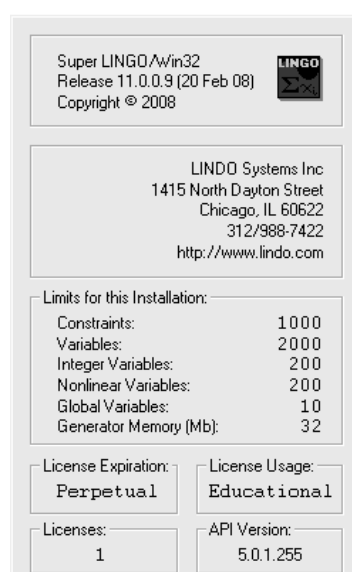 Super LINGO/Win32
Release 11.0.0.9 (20 Feb 08)
Copyright © 2008
LINGO
Σxᵢ
LINDO Systems Inc
1415 North Dayton Street
Chicago, IL 60622
312/988-7422
http://www.lindo.com
Limits for this Installation:
Constraints: 1000
Variables: 2000
Integer Variables: 200
Nonlinear Variables: 200
Global Variables: 10
Generator Memory (Mb): 32
License Expiration: License Usage:
Perpetual Educational
Licenses: API Version:
1 5.0.1.255